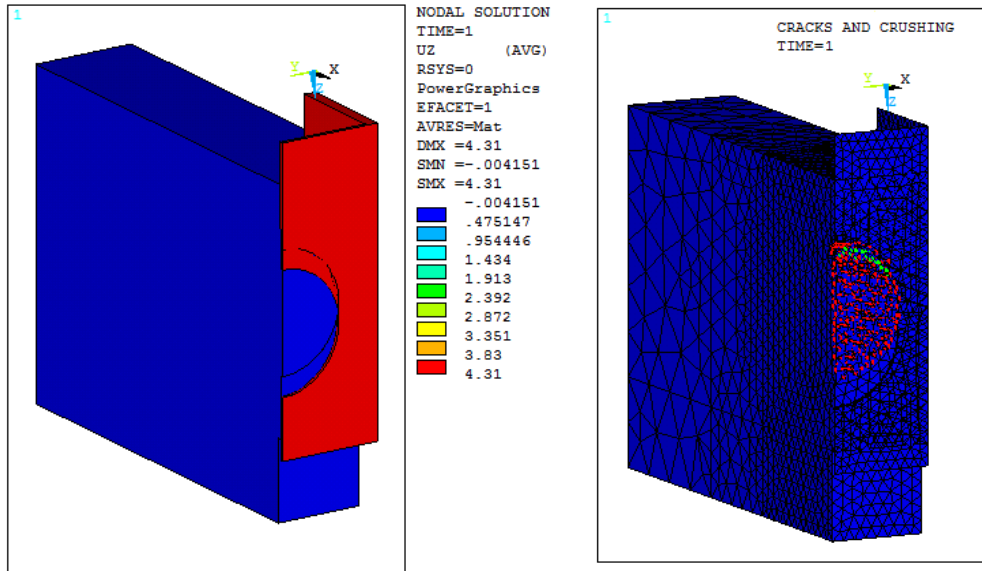 1
NODAL SOLUTION
TIME=1
UZ (AVG)
RSYS=0
PowerGraphics
EFACET=1
AVRES=Mat
DMX =4.31
SMN =-.004151
SMX =4.31
-.004151
.475147
.954446
1.434
1.913
2.392
2.872
3.351
3.83
4.31
Y X
Z
1
CRACKS AND CRUSHING
TIME=1
Y X
Z